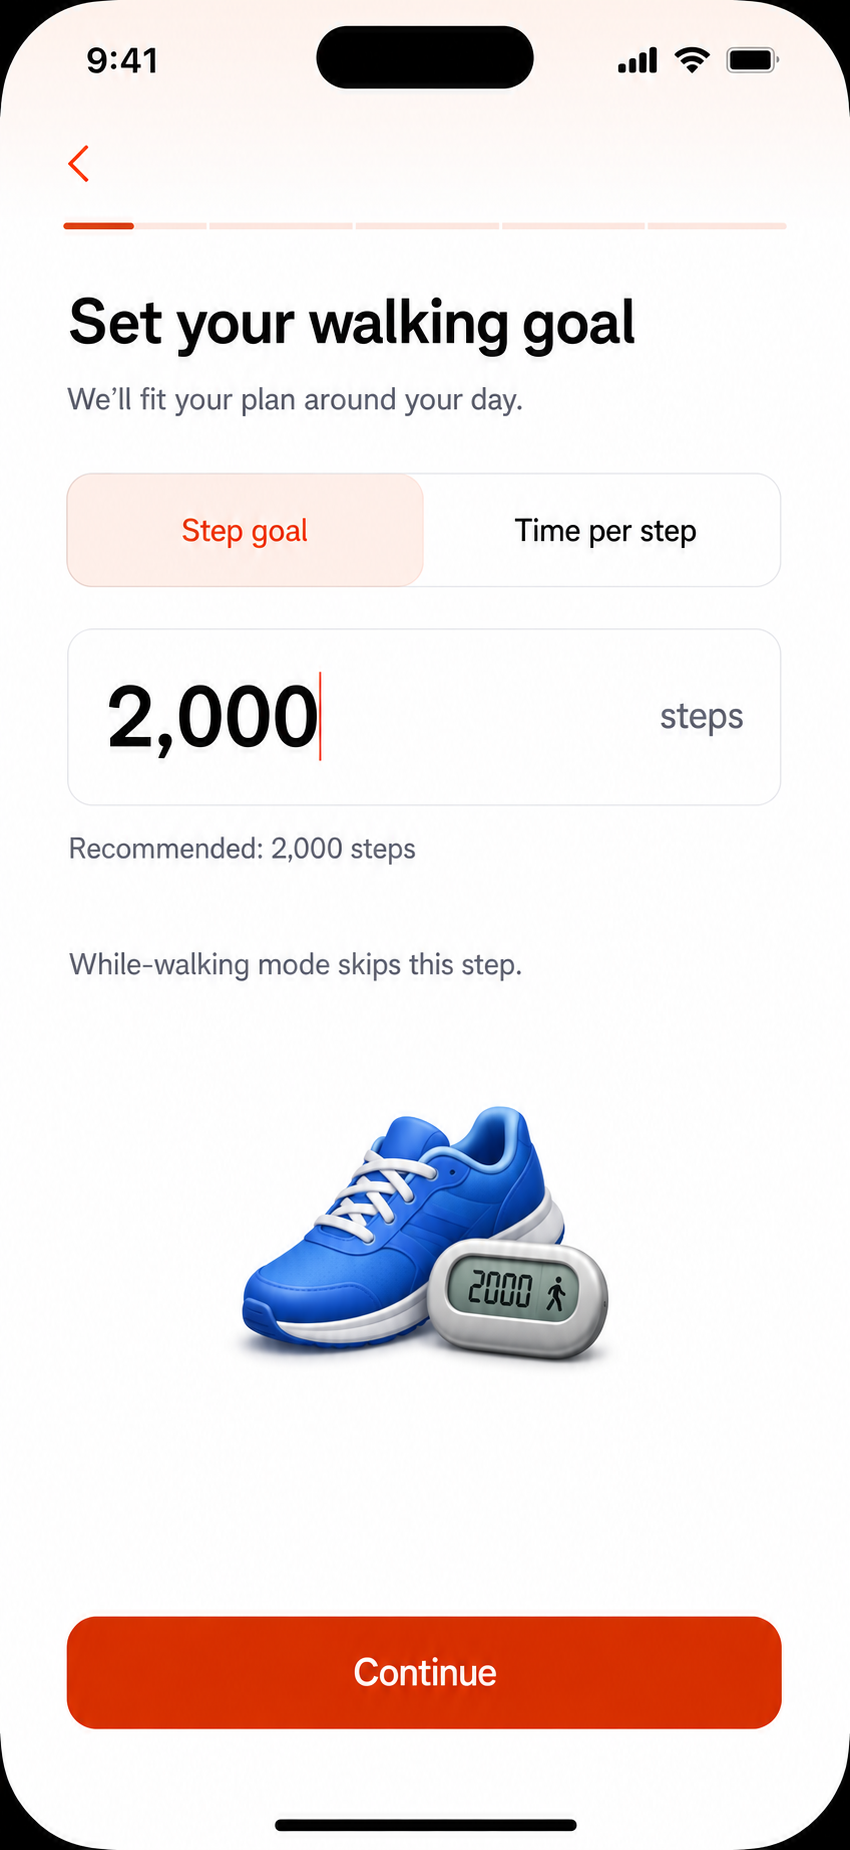 9:41
Set your walking goal
We’ll fit your plan around your day.
Step goal
Time per step
2,000
steps
Recommended: 2,000 steps
While-walking mode skips this step.
2000
Continue